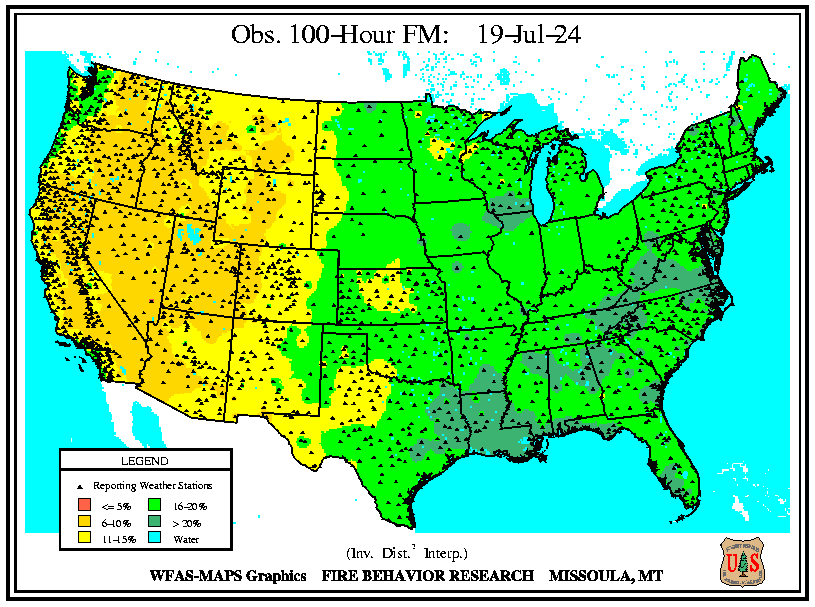 Obs. 100-Hour FM: 19-Jul-24
LEGEND
Reporting Weather Stations
<= 5% 16-20%
6-10% > 20%
11-15% Water
(Inv. Dist.² Interp.)
WFAS-MAPS Graphics FIRE BEHAVIOR RESEARCH MISSOULA, MT
U S